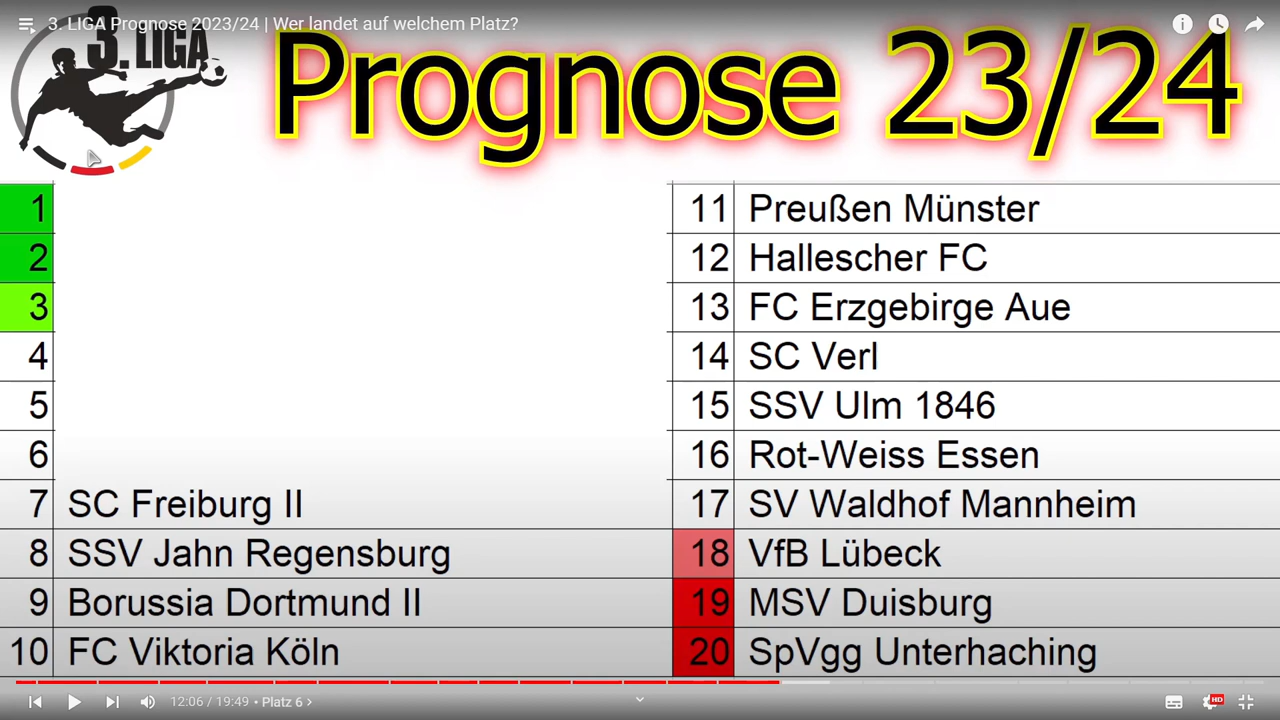 3. LIGA Prognose 2023/24 | Wer landet auf welchem Platz?
3. LIGA
Prognose 23/24
1
2
3
4
5
6
7 SC Freiburg II
8 SSV Jahn Regensburg
9 Borussia Dortmund II
10 FC Viktoria Köln
11 Preußen Münster
12 Hallescher FC
13 FC Erzgebirge Aue
14 SC Verl
15 SSV Ulm 1846
16 Rot-Weiss Essen
17 SV Waldhof Mannheim
18 VfB Lübeck
19 MSV Duisburg
20 SpVgg Unterhaching
12:06 / 19:49 • Platz 6 >
HD